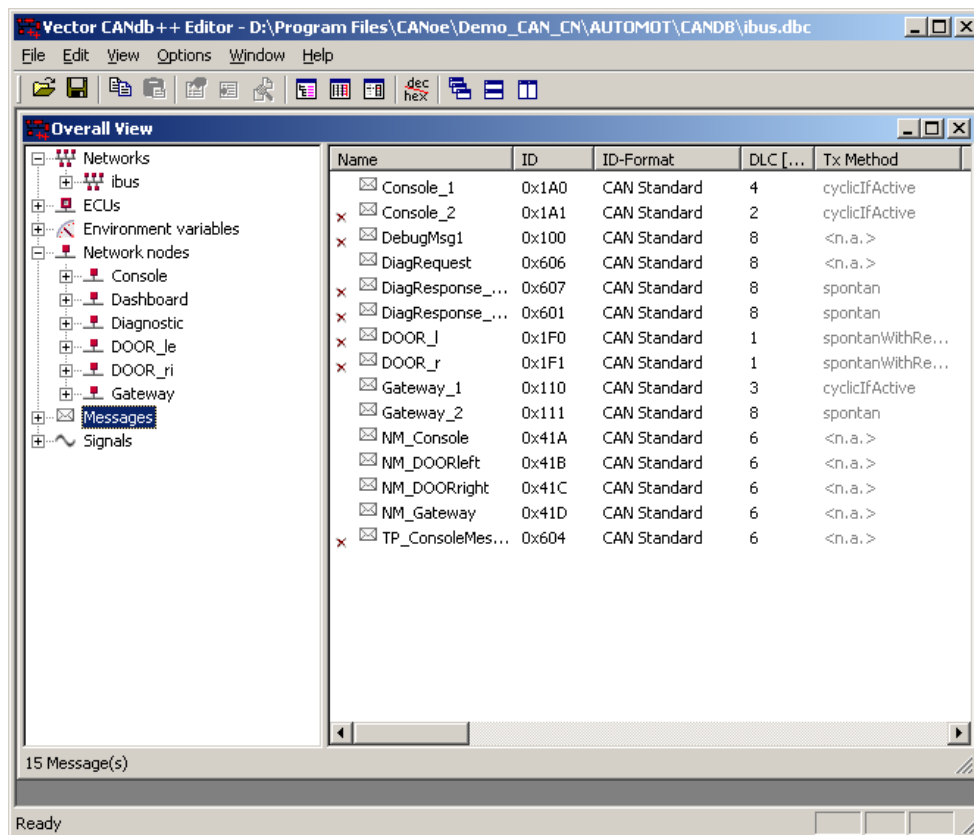 Vector CANdb++ Editor - D:\Program Files\CANoe\Demo_CAN_CN\AUTOMOT\CANDB\ibus.dbc
File Edit View Options Window Help
dec
hex
Overall View
Networks
ibus
ECUs
Environment variables
Network nodes
Console
Dashboard
Diagnostic
DOOR_le
DOOR_ri
Gateway
Messages
Signals
Name ID ID-Format DLC [... Tx Method
Console_1 0x1A0 CAN Standard 4 cyclicIfActive
Console_2 0x1A1 CAN Standard 2 cyclicIfActive
DebugMsg1 0x100 CAN Standard 8 <n.a.>
DiagRequest 0x606 CAN Standard 8 <n.a.>
DiagResponse_... 0x607 CAN Standard 8 spontan
DiagResponse_... 0x601 CAN Standard 8 spontan
DOOR_l 0x1F0 CAN Standard 1 spontanWithRe...
DOOR_r 0x1F1 CAN Standard 1 spontanWithRe...
Gateway_1 0x110 CAN Standard 3 cyclicIfActive
Gateway_2 0x111 CAN Standard 8 spontan
NM_Console 0x41A CAN Standard 6 <n.a.>
NM_DOORleft 0x41B CAN Standard 6 <n.a.>
NM_DOORright 0x41C CAN Standard 6 <n.a.>
NM_Gateway 0x41D CAN Standard 6 <n.a.>
TP_ConsoleMes... 0x604 CAN Standard 6 <n.a.>
15 Message(s)
Ready